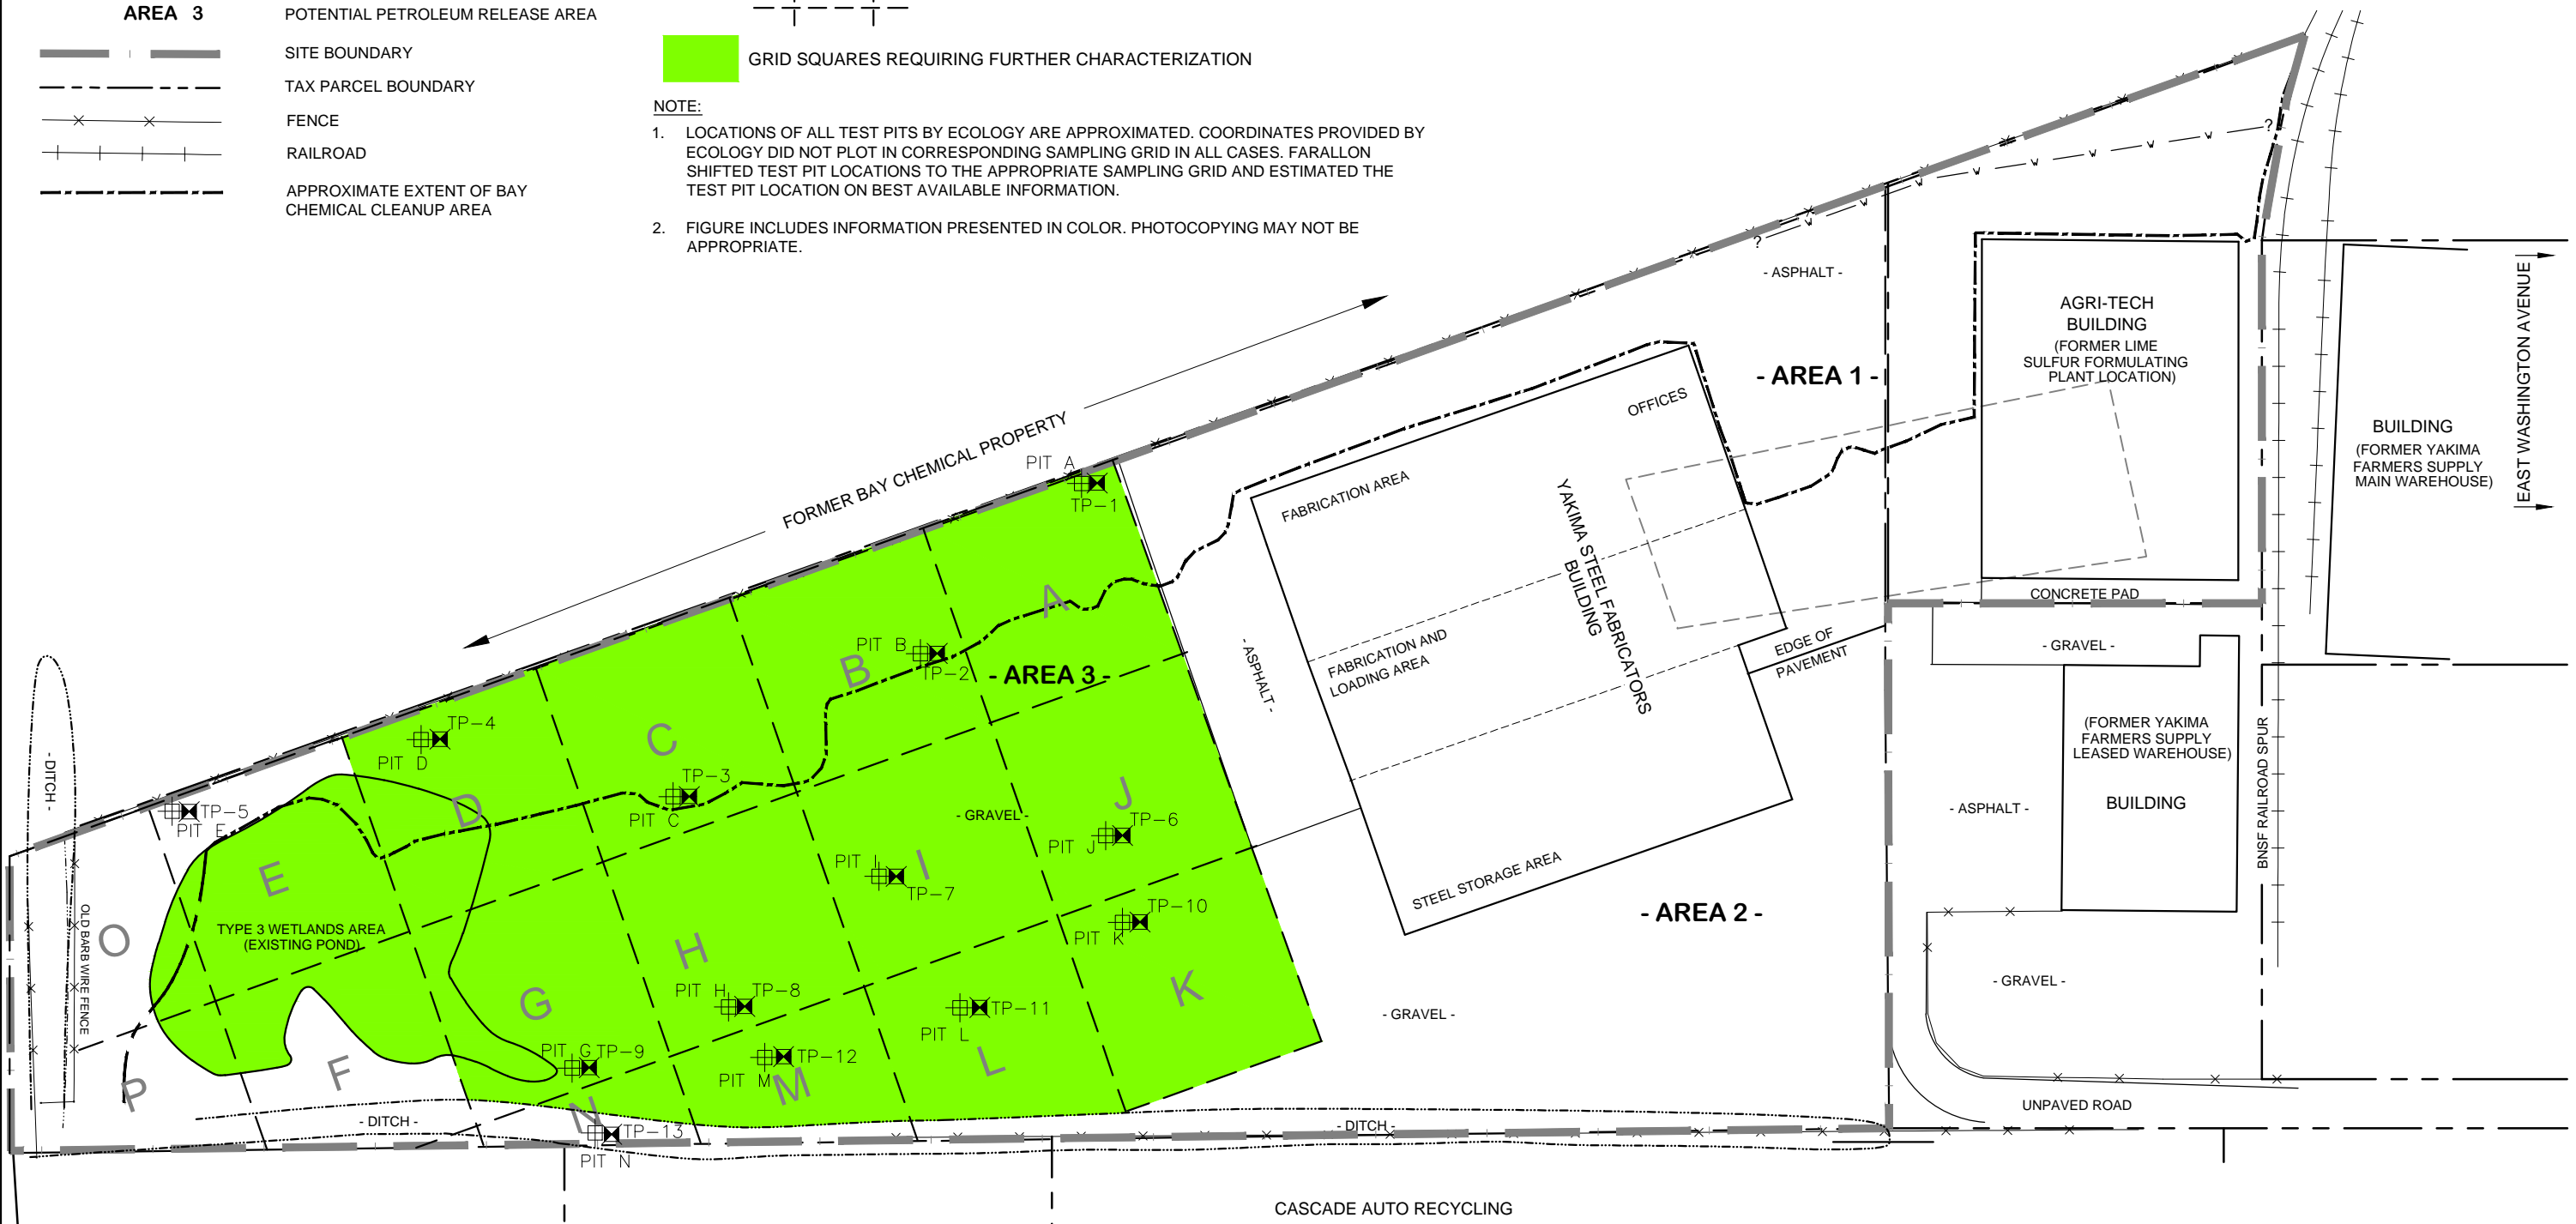 AREA 3
POTENTIAL PETROLEUM RELEASE AREA
SITE BOUNDARY
TAX PARCEL BOUNDARY
FENCE
RAILROAD
APPROXIMATE EXTENT OF BAY
CHEMICAL CLEANUP AREA
GRID SQUARES REQUIRING FURTHER CHARACTERIZATION
NOTE:
1. LOCATIONS OF ALL TEST PITS BY ECOLOGY ARE APPROXIMATED. COORDINATES PROVIDED BY
ECOLOGY DID NOT PLOT IN CORRESPONDING SAMPLING GRID IN ALL CASES. FARALLON
SHIFTED TEST PIT LOCATIONS TO THE APPROPRIATE SAMPLING GRID AND ESTIMATED THE
TEST PIT LOCATION ON BEST AVAILABLE INFORMATION.
2. FIGURE INCLUDES INFORMATION PRESENTED IN COLOR. PHOTOCOPYING MAY NOT BE
APPROPRIATE.
?
?
- ASPHALT -
AGRI-TECH
BUILDING
(FORMER LIME
SULFUR FORMULATING
PLANT LOCATION)
EAST WASHINGTON AVENUE
- AREA 1 -
OFFICES
BUILDING
(FORMER YAKIMA
FARMERS SUPPLY
MAIN WAREHOUSE)
FORMER BAY CHEMICAL PROPERTY
PIT A
TP-1
FABRICATION AREA
YAKIMA STEEL FABRICATORS
BUILDING
FABRICATION AND
LOADING AREA
STEEL STORAGE AREA
CONCRETE PAD
EDGE OF
PAVEMENT
- GRAVEL -
A
PIT B
TP-2
B
- AREA 3 -
- ASPHALT -
(FORMER YAKIMA
FARMERS SUPPLY
LEASED WAREHOUSE)
BUILDING
BNSF RAILROAD SPUR
- ASPHALT -
TP-4
PIT D
C
TP-3
PIT C
D
- DITCH -
TP-5
PIT E
E
- GRAVEL -
J
TP-6
PIT J
PIT I
TP-7
I
TP-10
PIT K
K
- AREA 2 -
O
OLD BARB WIRE FENCE
TYPE 3 WETLANDS AREA
(EXISTING POND)
H
PIT H
TP-8
G
PIT L
TP-11
L
- GRAVEL -
- GRAVEL -
F
P
PIT G
TP-9
TP-12
PIT M
M
N
TP-13
PIT N
- DITCH -
- DITCH -
UNPAVED ROAD
CASCADE AUTO RECYCLING